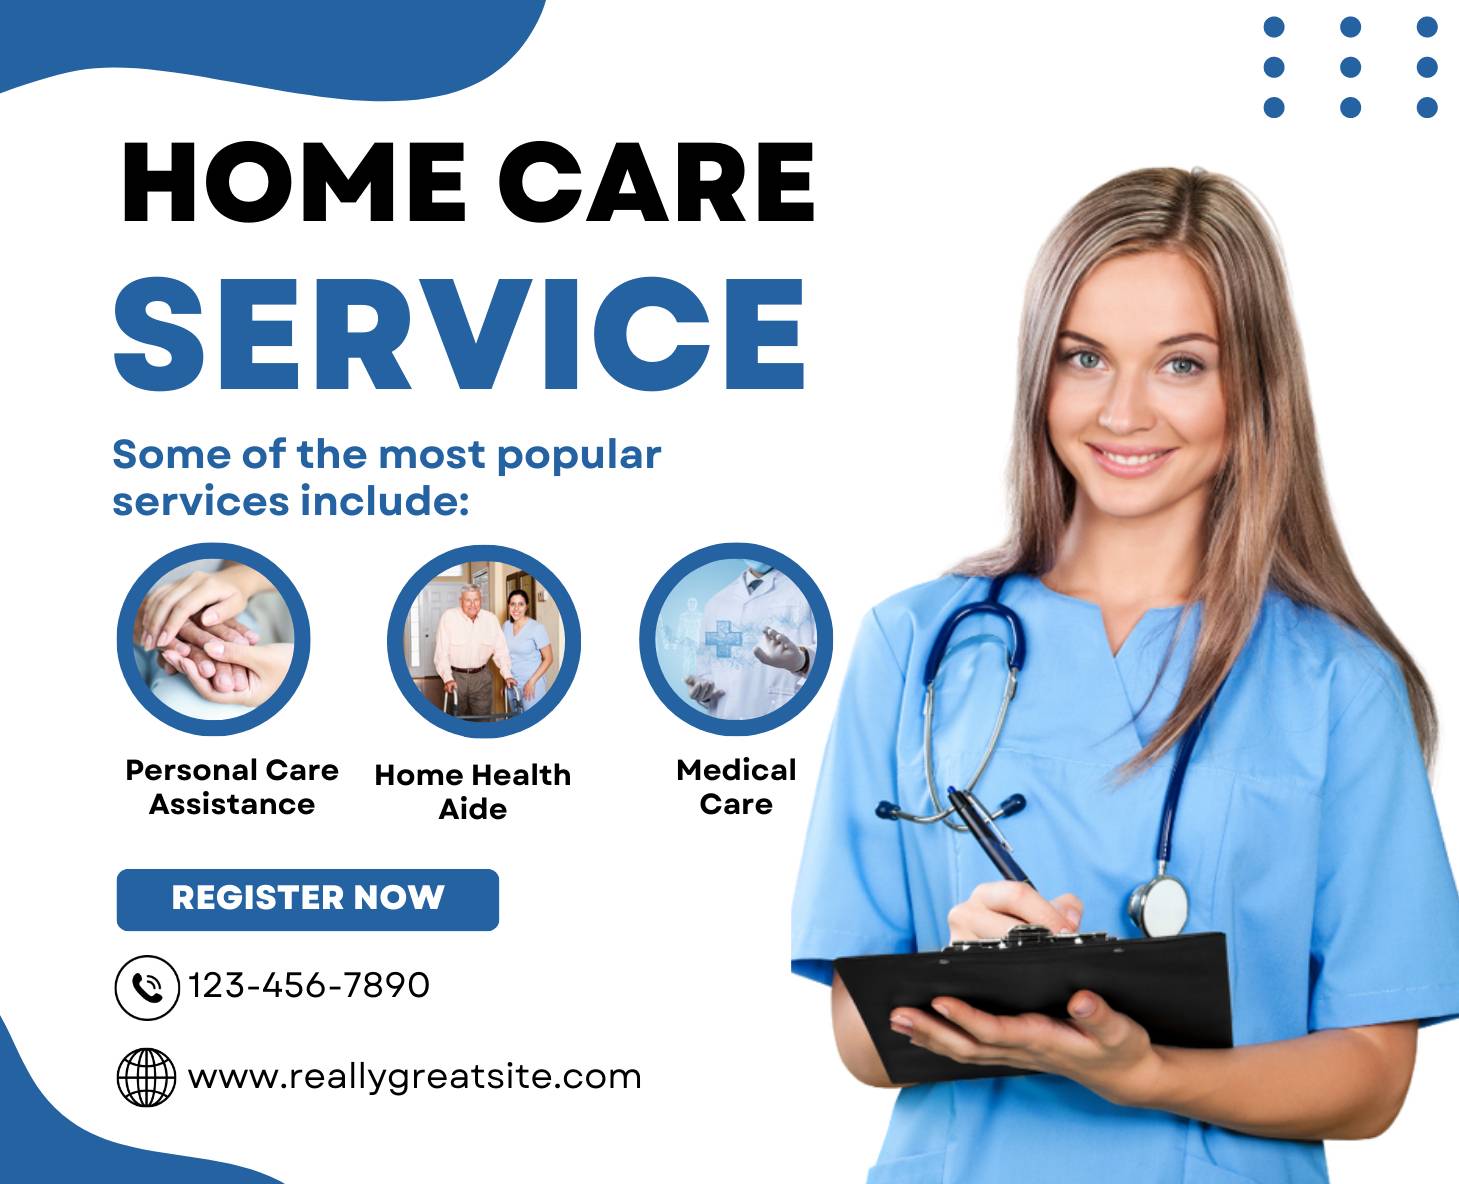 HOME CARE
SERVICE
Some of the most popular
services include:
Personal Care
Assistance
Home Health
Aide
Medical
Care
REGISTER NOW
123-456-7890
www.reallygreatsite.com